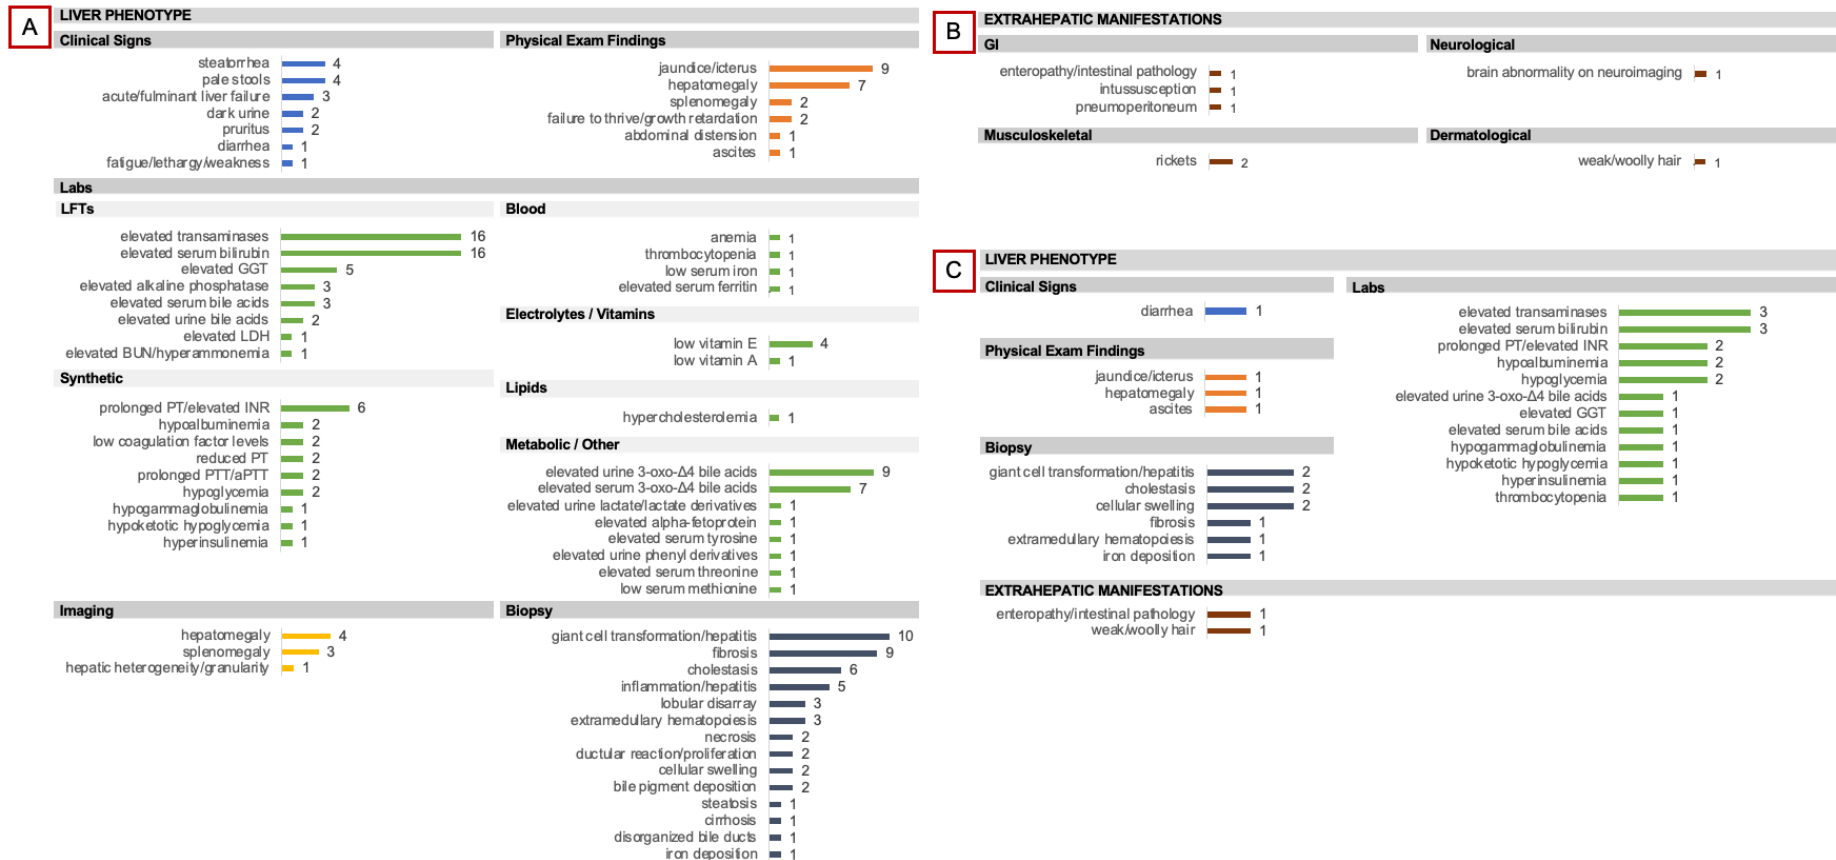 A
LIVER PHENOTYPE
Clinical Signs
steatorrhea 4
pale stools 4
acute/fulminant liver failure 3
dark urine 2
pruritus 2
diarrhea 1
fatigue/lethargy/weakness 1
Physical Exam Findings
jaundice/icterus 9
hepatomegaly 7
splenomegaly 2
failure to thrive/growth retardation 2
abdominal distension 1
ascites 1
Labs
LFTs
elevated transaminases 16
elevated serum bilirubin 16
elevated GGT 5
elevated alkaline phosphatase 3
elevated serum bile acids 3
elevated urine bile acids 2
elevated LDH 1
elevated BUN/hyperammonemia 1
Synthetic
prolonged PT/elevated INR 6
hypoalbuminemia 2
low coagulation factor levels 2
reduced PT 2
prolonged PTT/aPTT 2
hypoglycemia 2
hypogammaglobulinemia 1
hypoketotic hypoglycemia 1
hyperinsulinemia 1
Blood
anemia 1
thrombocytopenia 1
low serum iron 1
elevated serum ferritin 1
Electrolytes / Vitamins
low vitamin E 4
low vitamin A 1
Lipids
hypercholesterolemia 1
Metabolic / Other
elevated urine 3-oxo-Δ4 bile acids 9
elevated serum 3-oxo-Δ4 bile acids 7
elevated urine lactate/lactate derivatives 1
elevated alpha-fetoprotein 1
elevated serum tyrosine 1
elevated urine phenyl derivatives 1
elevated serum threonine 1
low serum methionine 1
Imaging
hepatomegaly 4
splenomegaly 3
hepatic heterogeneity/granularity 1
Biopsy
giant cell transformation/hepatitis 10
fibrosis 9
cholestasis 6
inflammation/hepatitis 5
lobular disarray 3
extramedullary hematopoiesis 3
necrosis 2
ductular reaction/proliferation 2
cellular swelling 2
bile pigment deposition 2
steatosis 1
cirrhosis 1
disorganized bile ducts 1
iron deposition 1
B
EXTRAHEPATIC MANIFESTATIONS
GI
enteropathy/intestinal pathology 1
intussusception 1
pneumoperitoneum 1
Neurological
brain abnormality on neuroimaging 1
Musculoskeletal
rickets 2
Dermatological
weak/woolly hair 1
C
LIVER PHENOTYPE
Clinical Signs
diarrhea 1
Physical Exam Findings
jaundice/icterus 1
hepatomegaly 1
ascites 1
Biopsy
giant cell transformation/hepatitis 2
cholestasis 2
cellular swelling 2
fibrosis 1
extramedullary hematopoiesis 1
iron deposition 1
Labs
elevated transaminases 3
elevated serum bilirubin 3
prolonged PT/elevated INR 2
hypoalbuminemia 2
hypoglycemia 2
elevated urine 3-oxo-Δ4 bile acids 1
elevated GGT 1
elevated serum bile acids 1
hypogammaglobulinemia 1
hypoketotic hypoglycemia 1
hyperinsulinemia 1
thrombocytopenia 1
EXTRAHEPATIC MANIFESTATIONS
enteropathy/intestinal pathology 1
weak/woolly hair 1